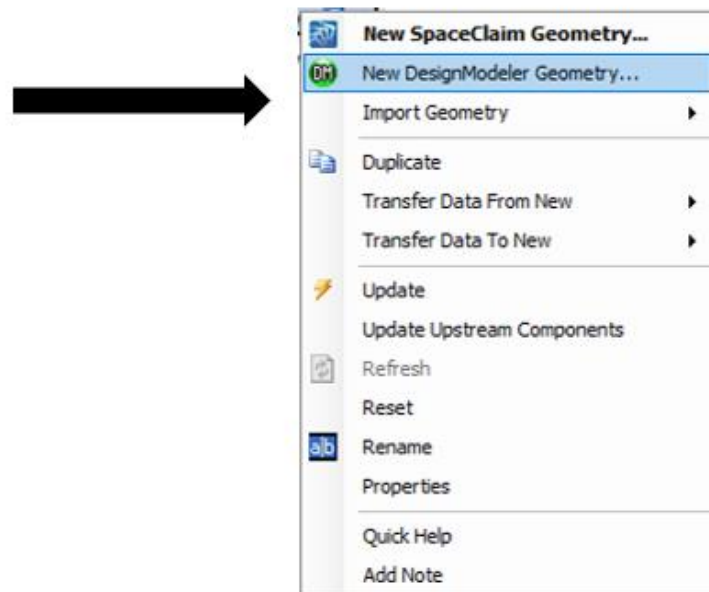 New SpaceClaim Geometry...
DM New DesignModeler Geometry...
Import Geometry
Duplicate
Transfer Data From New
Transfer Data To New
Update
Update Upstream Components
Refresh
Reset
a|b Rename
Properties
Quick Help
Add Note